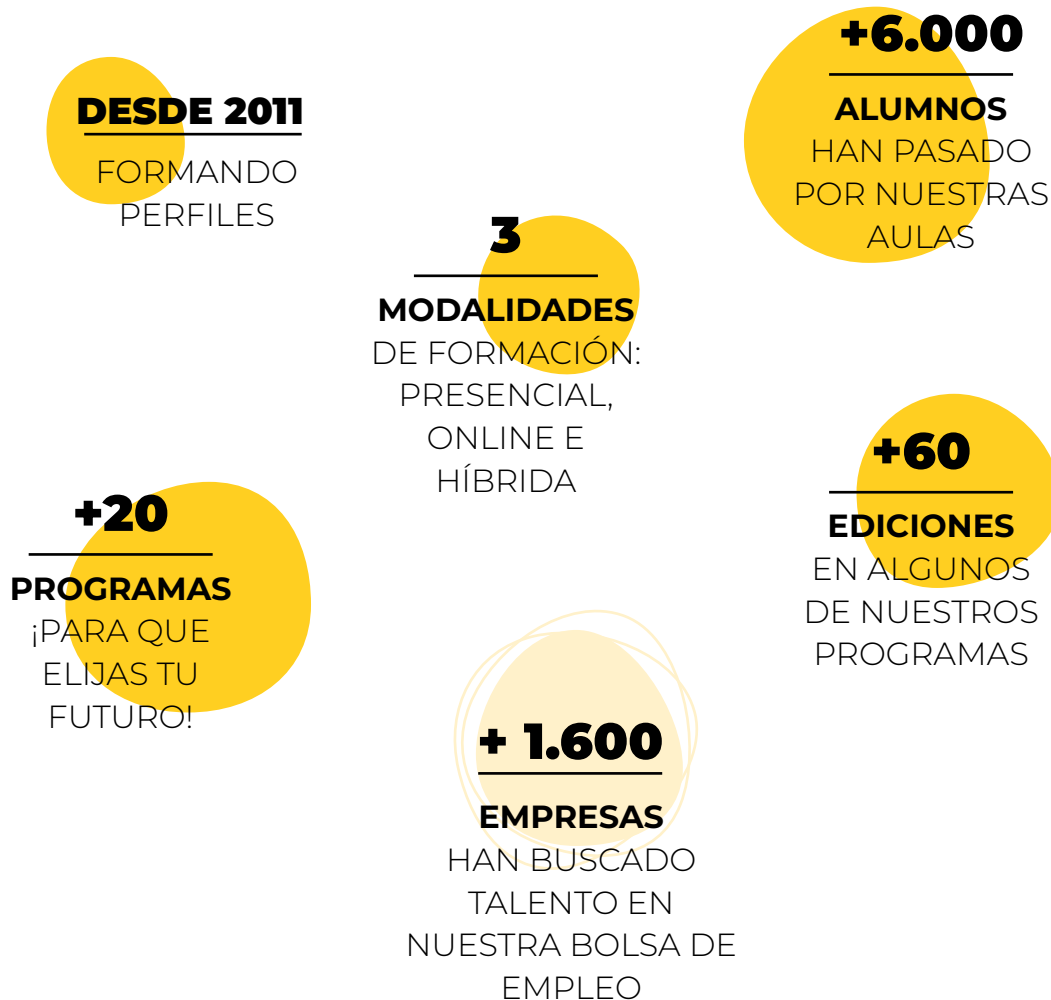 DESDE 2011
FORMANDO
PERFILES
+6.000
ALUMNOS
HAN PASADO
POR NUESTRAS
AULAS
3
MODALIDADES
DE FORMACIÓN:
PRESENCIAL,
ONLINE E
HÍBRIDA
+60
EDICIONES
EN ALGUNOS
DE NUESTROS
PROGRAMAS
+20
PROGRAMAS
¡PARA QUE
ELIJAS TU
FUTURO!
+ 1.600
EMPRESAS
HAN BUSCADO
TALENTO EN
NUESTRA BOLSA DE
EMPLEO